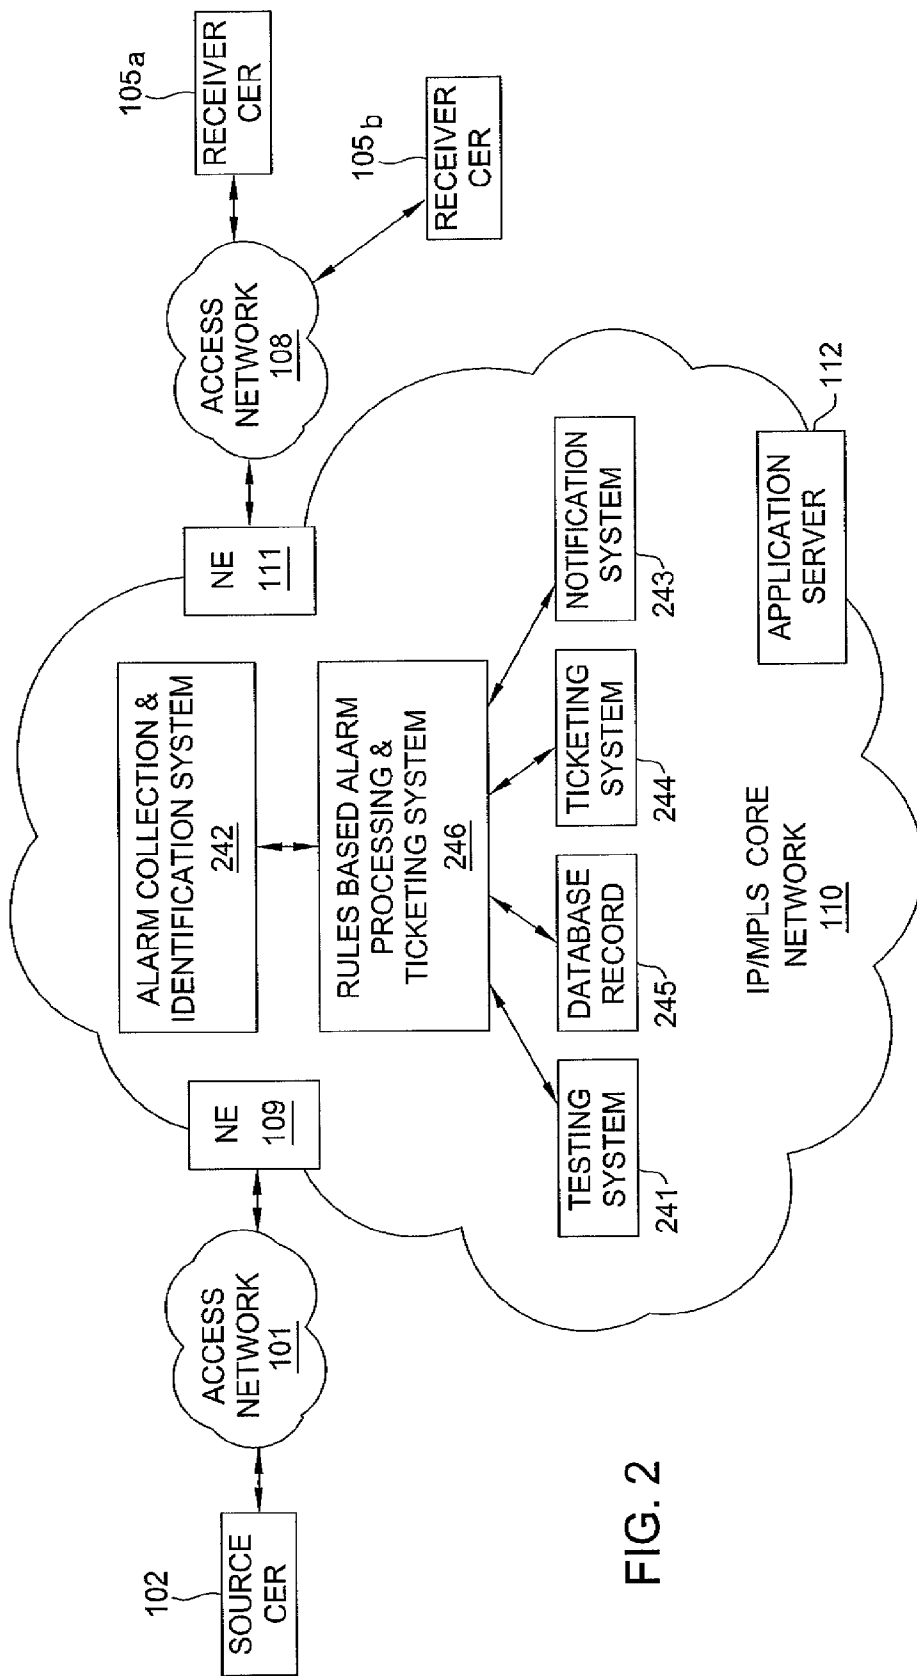 105a
RECEIVER
CER
105b
RECEIVER
CER
ACCESS
NETWORK
108
NE
111
ALARM COLLECTION &
IDENTIFICATION SYSTEM
242
RULES BASED ALARM
PROCESSING &
TICKETING SYSTEM
246
NOTIFICATION
SYSTEM
243
TICKETING
SYSTEM
244
DATABASE
RECORD
245
TESTING
SYSTEM
241
APPLICATION
SERVER
112
IP/MPLS CORE
NETWORK
110
NE
109
ACCESS
NETWORK
101
102
SOURCE
CER
FIG. 2